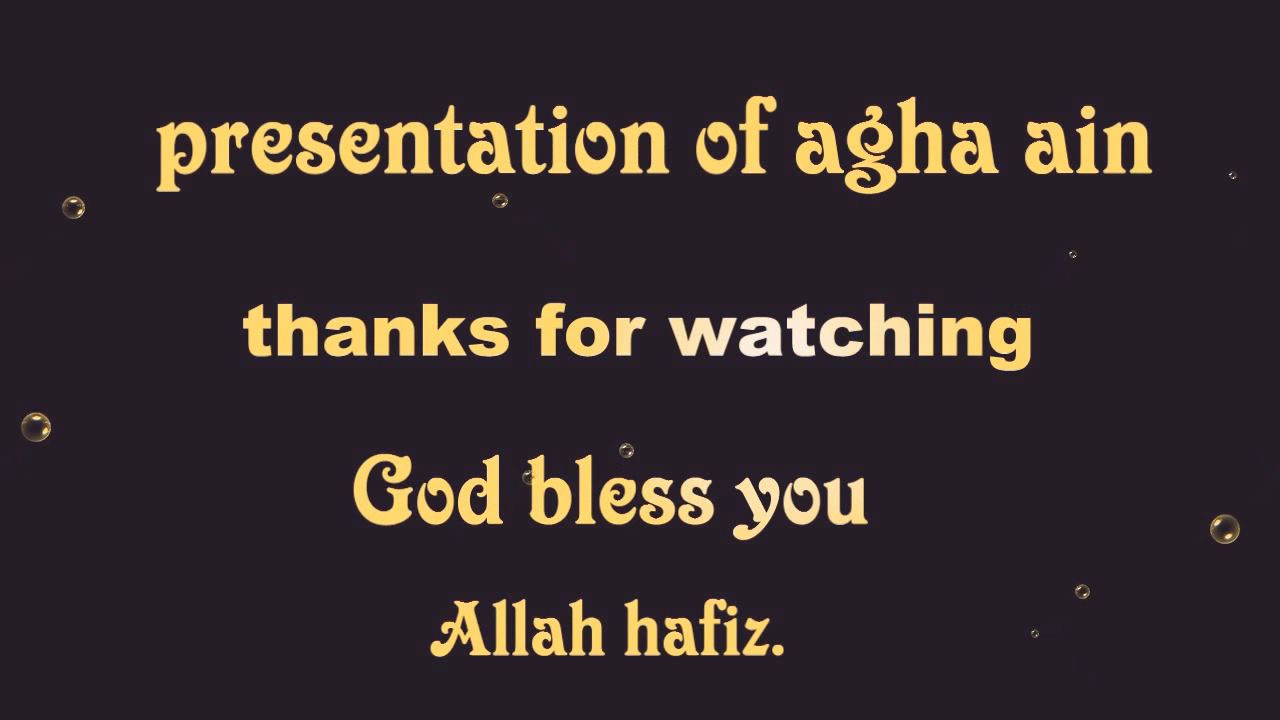 presentation of agha ain
thanks for watching
God bless you
Allah hafiz.